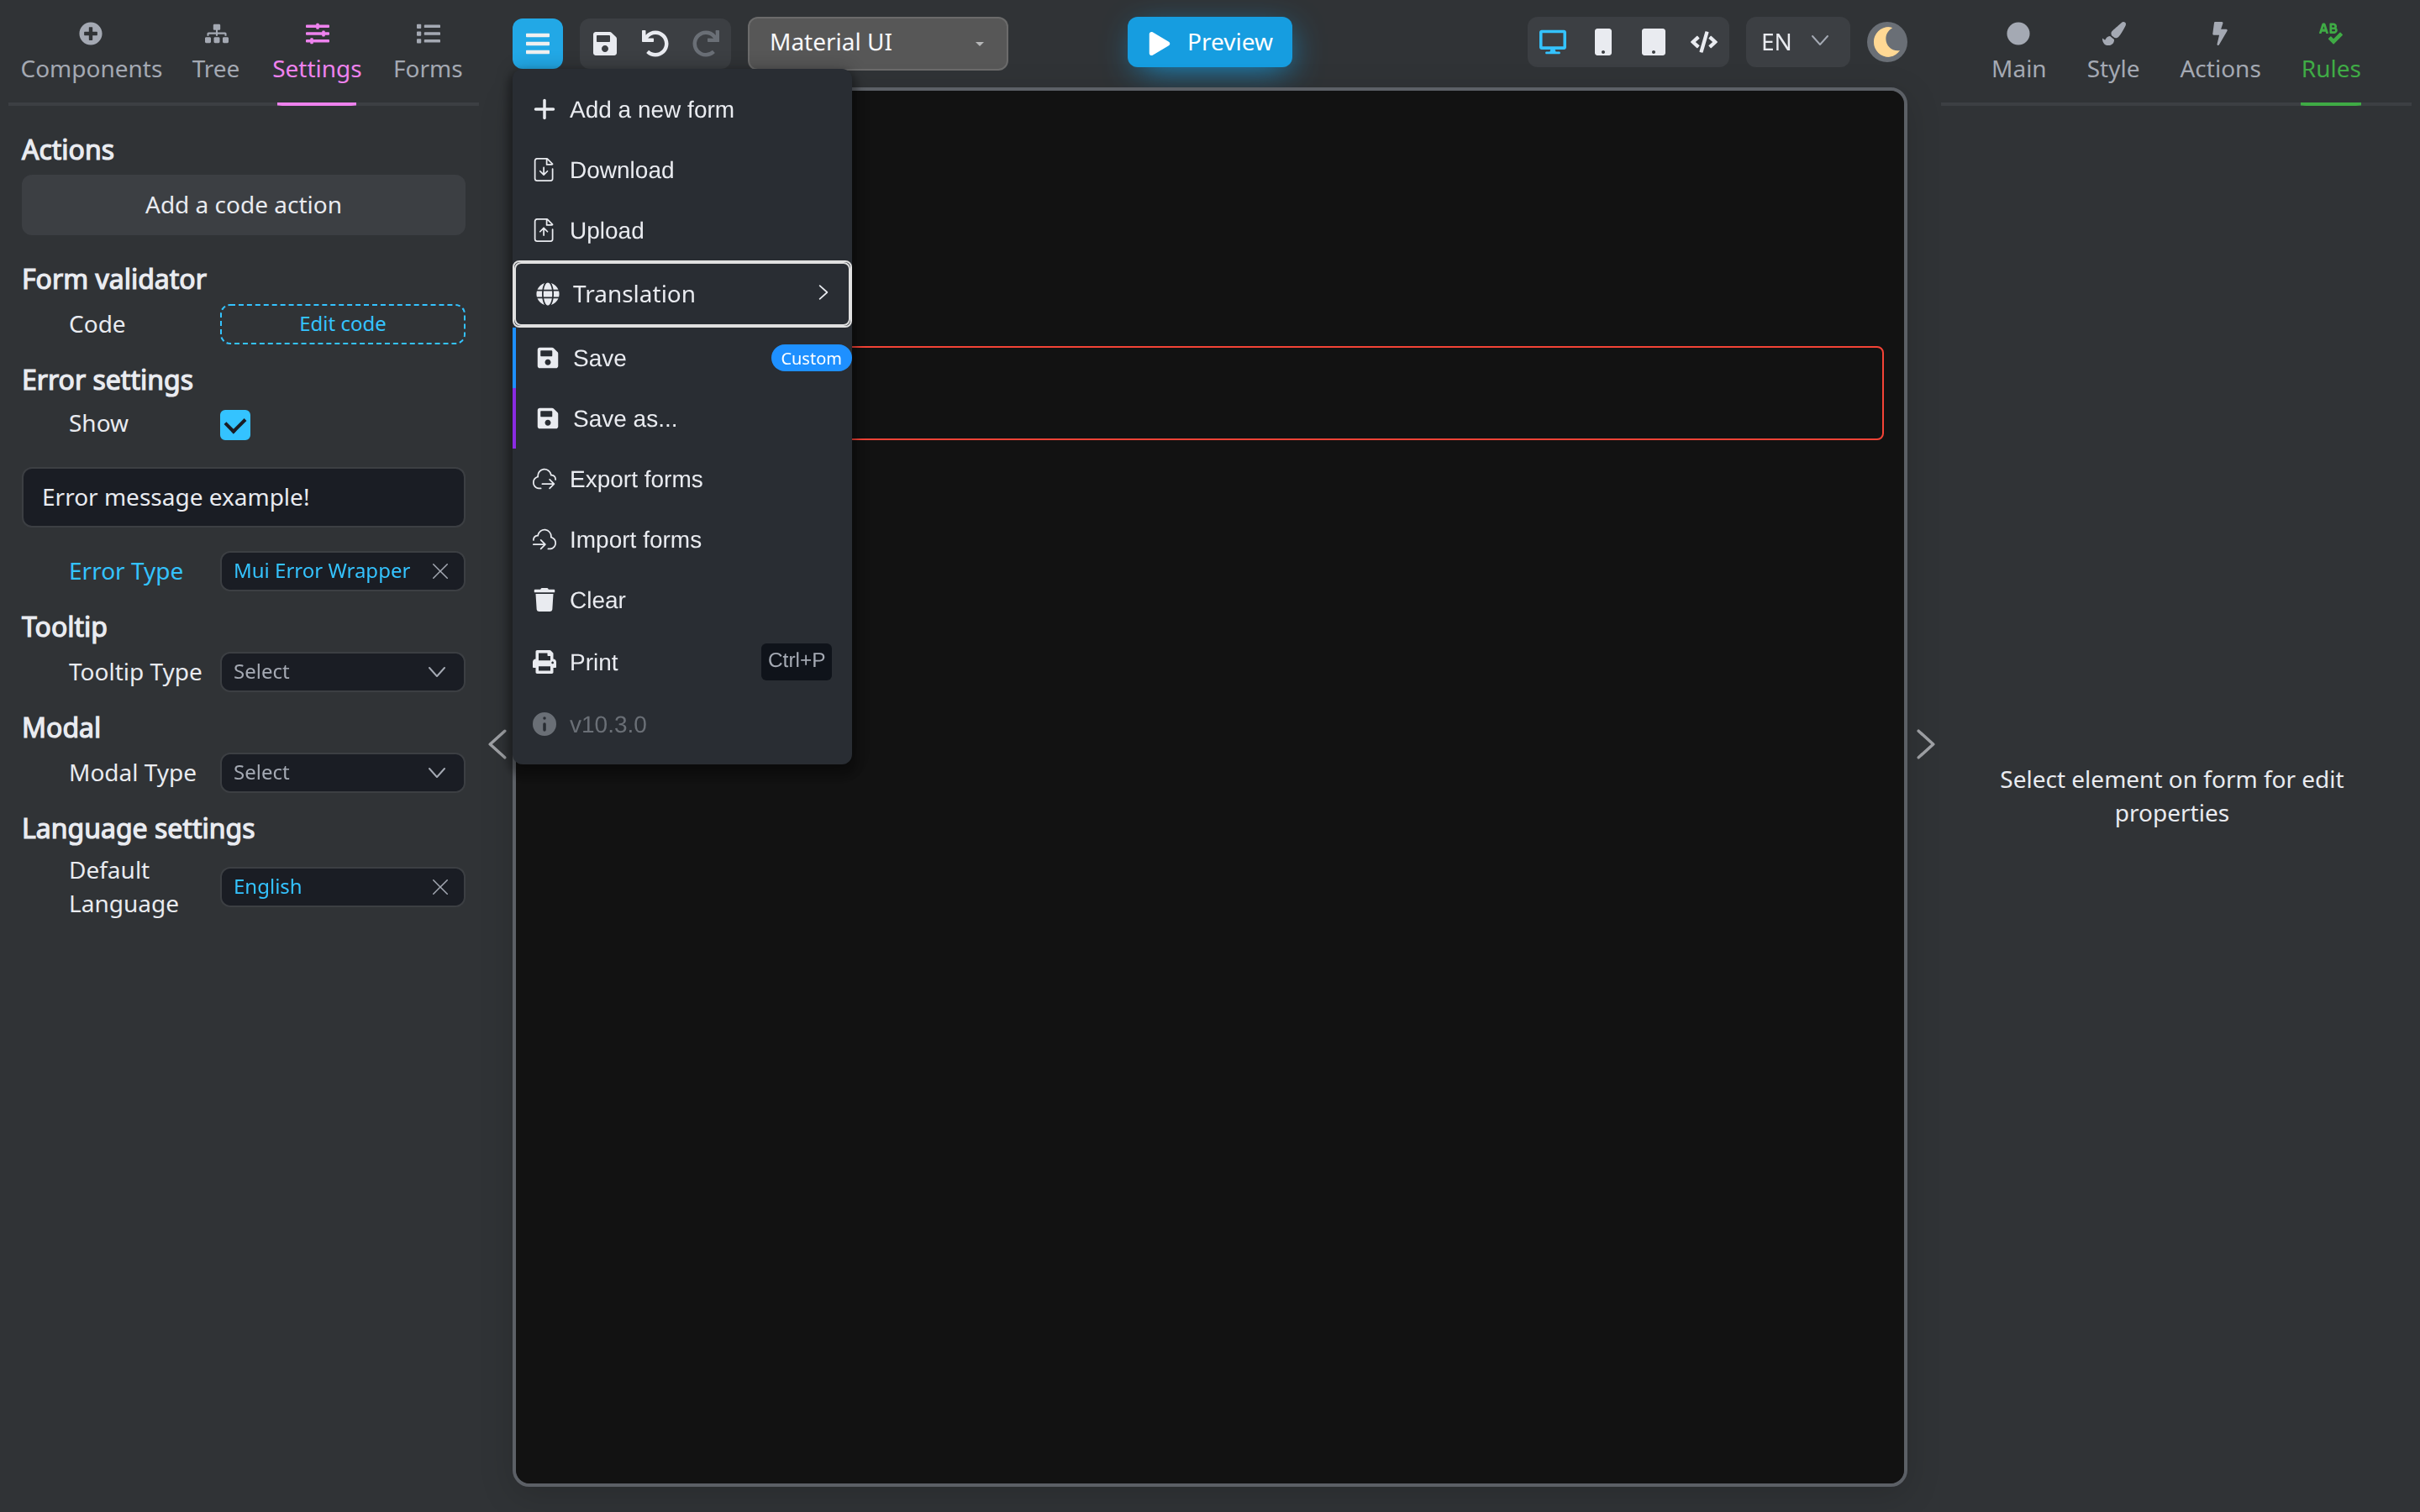 Components
Tree
Settings
Forms
Material UI
Preview
EN
Main
Style
Actions
AB
Rules
Actions
Add a code action
Form validator
Code
Edit code
Error settings
Show
Error message example!
Error Type
Mui Error Wrapper
Tooltip
Tooltip Type
Select
Modal
Modal Type
Select
Language settings
Default
Language
English
Add a new form
Download
Upload
Translation
Save
Custom
Save as...
Export forms
Import forms
Clear
Print
Ctrl+P
v10.3.0
Select element on form for edit
properties